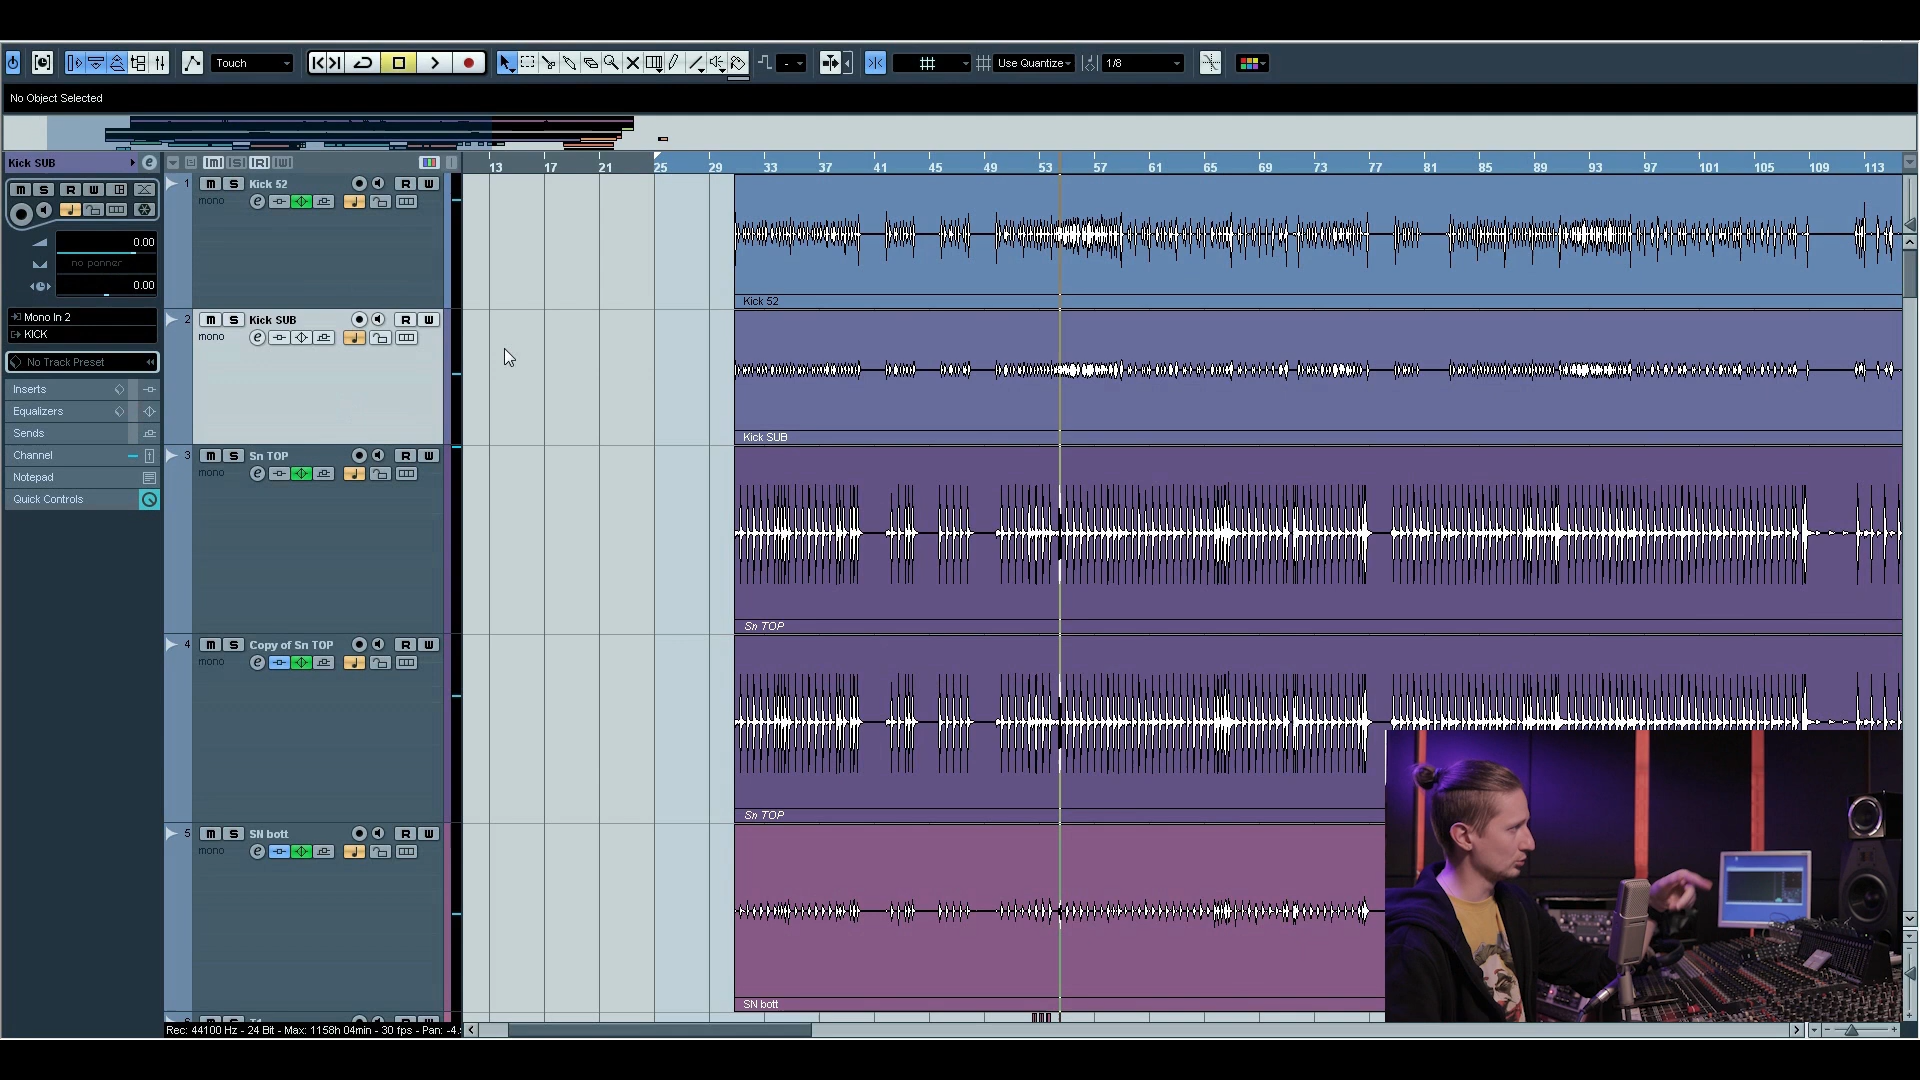 Touch
Use Quantize
1/8
No Object Selected
Kick SUB
13 17 21 25 29 33 37 41 45 49 53 57 61 65 69 73 77 81 85 89 93 97 101 105 109 113
m S R W
0.00
no panner
0.00
Mono In 2
KICK
No Track Preset
Inserts
Equalizers
Sends
Channel
Notepad
Quick Controls
1 m S Kick 52 R W
mono e
Kick 52
2 m S Kick SUB R W
mono e
Kick SUB
3 m S Sn TOP R W
mono e
Sn TOP
4 m S Copy of Sn TOP R W
mono e
Sn TOP
5 m S SN bott R W
mono e
SN bott
Rec: 44100 Hz - 24 Bit - Max: 1158h 04min - 30 fps - Pan: -4.